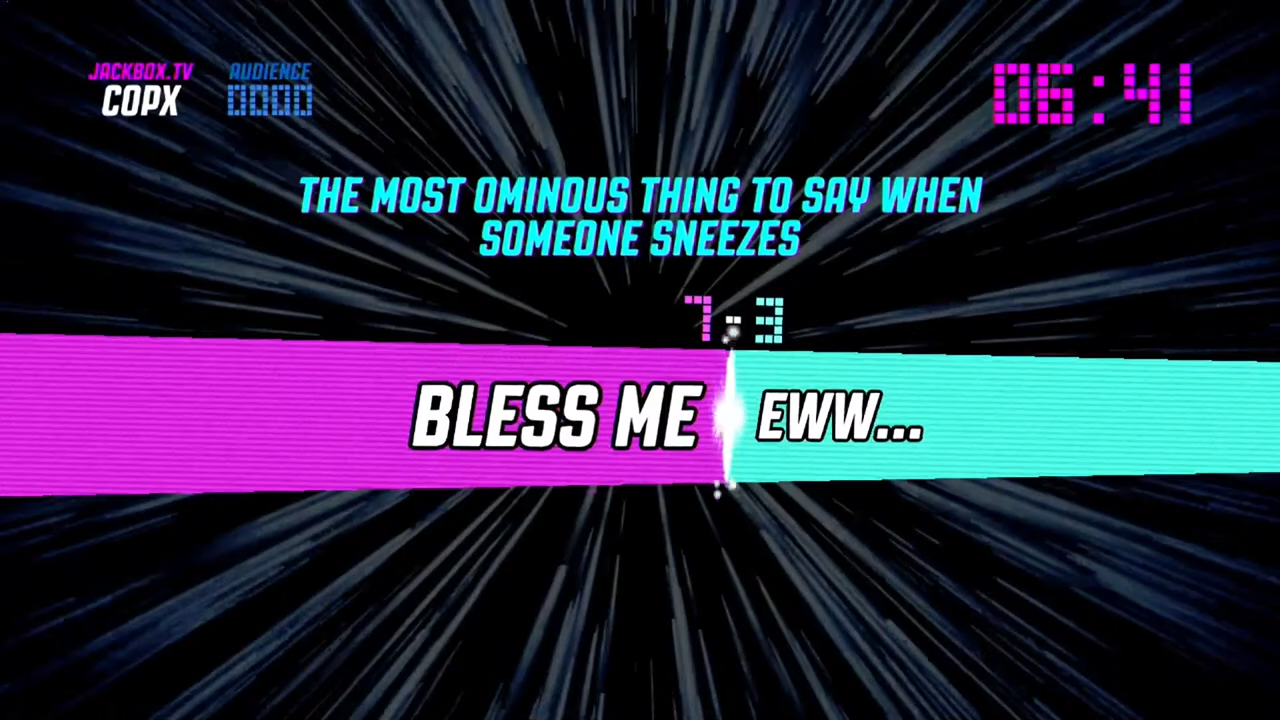 JACKBOX.TV
COPX
AUDIENCE
0000
06:41
THE MOST OMINOUS THING TO SAY WHEN
SOMEONE SNEEZES
7-3
BLESS ME
EWW...